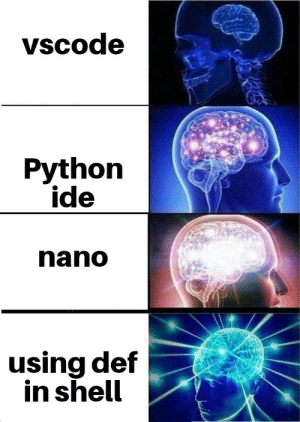 vscode
Python
ide
nano
using def
in shell